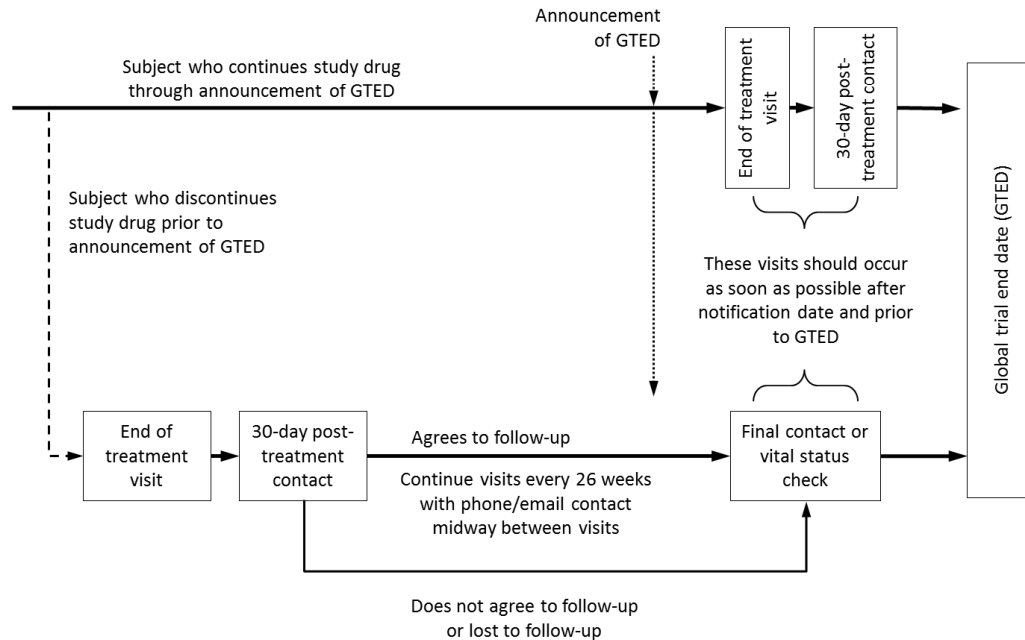 Announcement
of GTED
Subject who continues study drug
through announcement of GTED
End of treatment
visit
30-day post-
treatment contact
Global trial end date (GTED)
Subject who discontinues
study drug prior to
announcement of GTED
These visits should occur
as soon as possible after
notification date and prior
to GTED
End of
treatment
visit
30-day post-
treatment
contact
Agrees to follow-up
Continue visits every 26 weeks
with phone/email contact
midway between visits
Final contact or
vital status
check
Does not agree to follow-up
or lost to follow-up